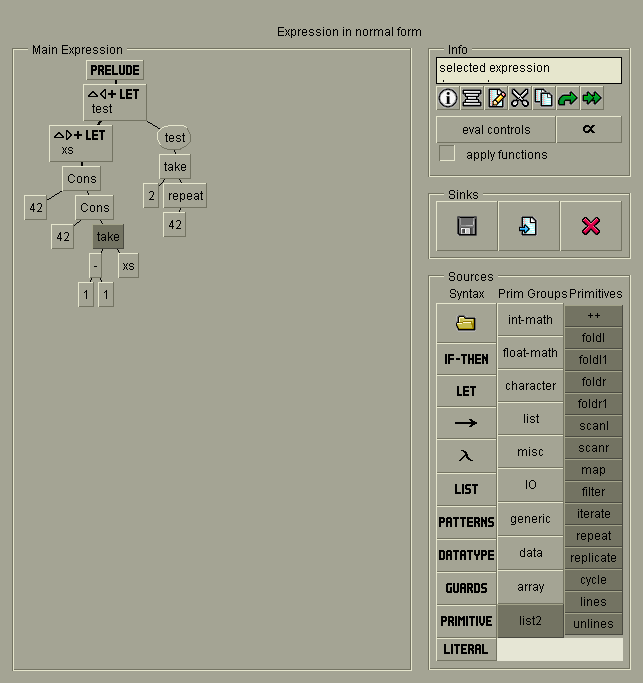 Expression in normal form
Main Expression
PRELUDE
LET
test
LET
xs
test
Cons
take
42
Cons
2
repeat
42
take
42
-
xs
1
1
Info
selected expression
eval controls
∝
apply functions
Sinks
Sources
Syntax
Prim Groups
Primitives
IF-THEN
LET
→
λ
LIST
PATTERNS
DATATYPE
GUARDS
PRIMITIVE
LITERAL
int-math
float-math
character
list
misc
IO
generic
data
array
list2
++
foldl
foldl1
foldr
foldr1
scanl
scanr
map
filter
iterate
repeat
replicate
cycle
lines
unlines